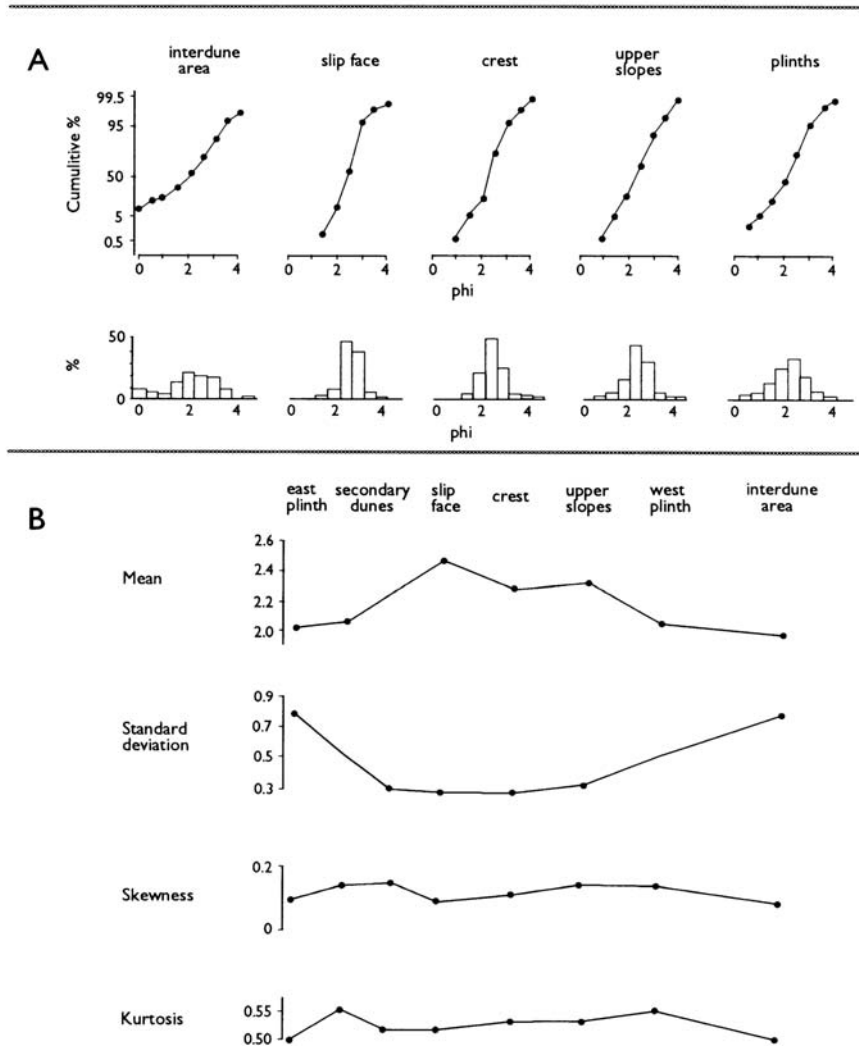 A
interdune
area
slip face
crest
upper
slopes
plinths
Cumulitive %
99.5
95
50
5
0.5
0 2 4
0 2 4
0 2 4
0 2 4
0 2 4
phi
%
50
0
0 2 4
0 2 4
0 2 4
0 2 4
0 2 4
phi
B
east
plinth
secondary
dunes
slip
face
crest
upper
slopes
west
plinth
interdune
area
Mean
2.6
2.4
2.2
2.0
Standard
deviation
0.9
0.7
0.5
0.3
Skewness
0.2
0
Kurtosis
0.55
0.50